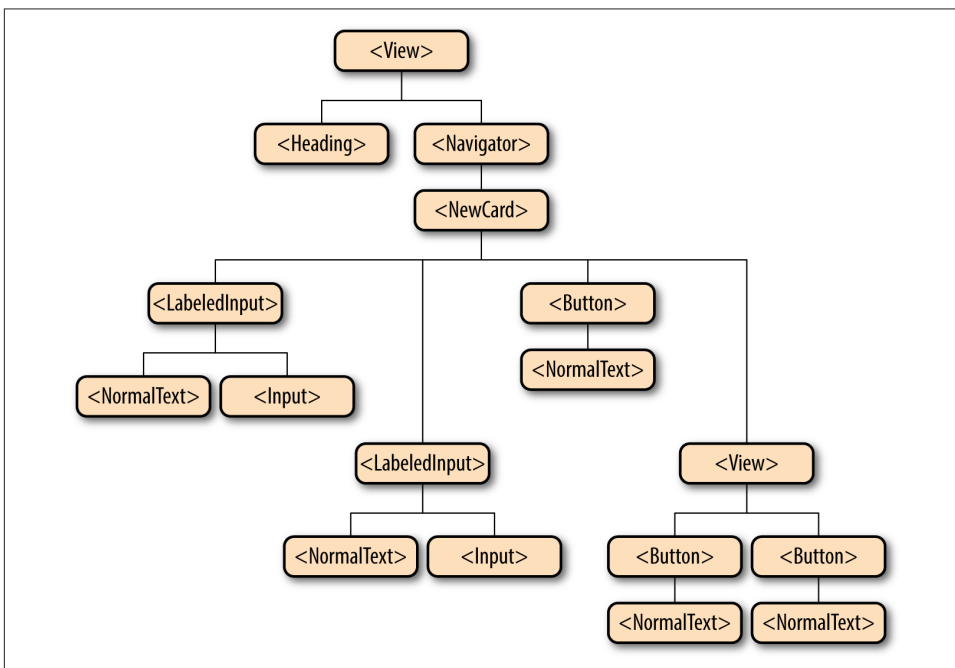 <View>
<Heading>
<Navigator>
<NewCard>
<LabeledInput>
<Button>
<NormalText>
<NormalText>
<Input>
<LabeledInput>
<View>
<NormalText>
<Input>
<Button>
<Button>
<NormalText>
<NormalText>